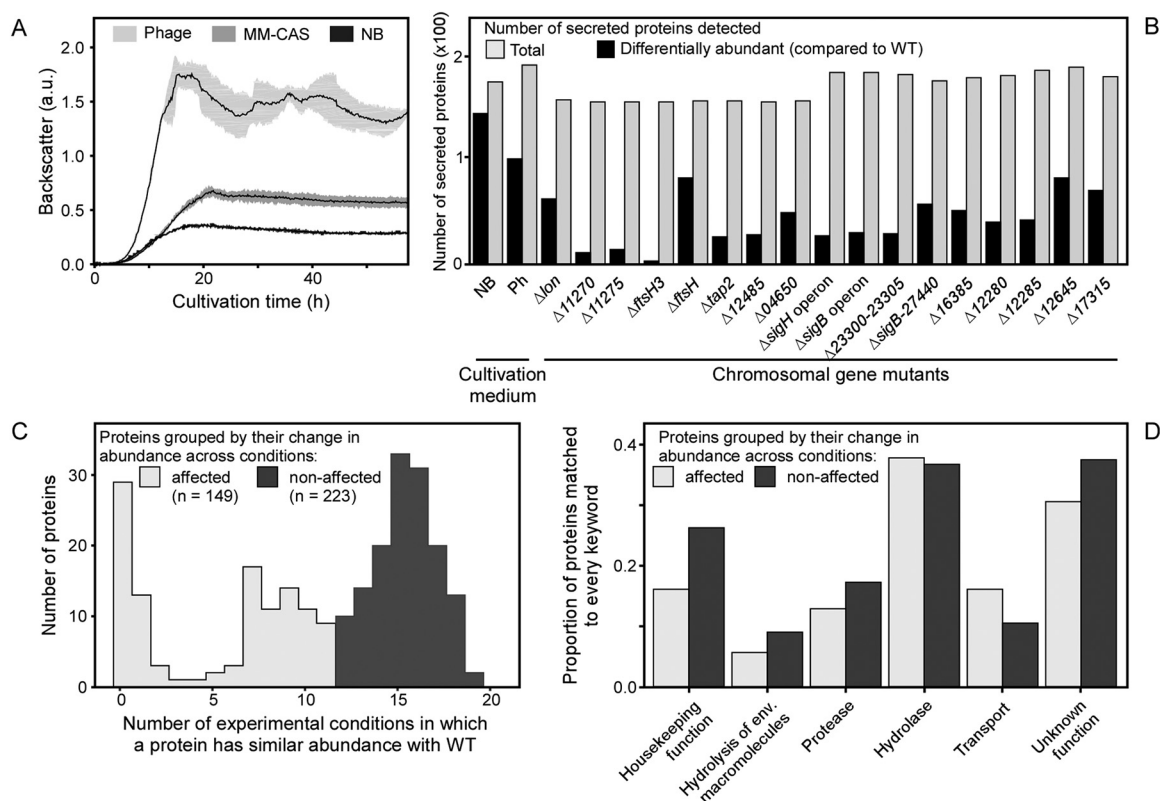 A
Phage
MM-CAS
NB
Backscatter (a.u.)
2.0
1.5
1.0
0.5
0.0
0
20
40
Cultivation time (h)
B
Number of secreted proteins detected
Total
Differentially abundant (compared to WT)
Number of secreted proteins (x100)
2
1
0
NB
Ph
Δlon
Δ11270
Δ11275
ΔftsH3
ΔftsH
Δtap2
Δ12485
Δ04650
ΔsigH operon
ΔsigB operon
Δ23300-23305
ΔsigB-27440
Δ16385
Δ12280
Δ12285
Δ12645
Δ17315
Cultivation
medium
Chromosomal gene mutants
C
Proteins grouped by their change in
abundance across conditions:
affected
(n = 149)
non-affected
(n = 223)
Number of proteins
30
20
10
0
0
5
10
15
20
Number of experimental conditions in which
a protein has similar abundance with WT
D
Proteins grouped by their change in
abundance across conditions:
affected
non-affected
Proportion of proteins matched
to every keyword
0.4
0.2
0.0
Housekeeping
function
Hydrolysis of env.
macromolecules
Protease
Hydrolase
Transport
Unknown
function